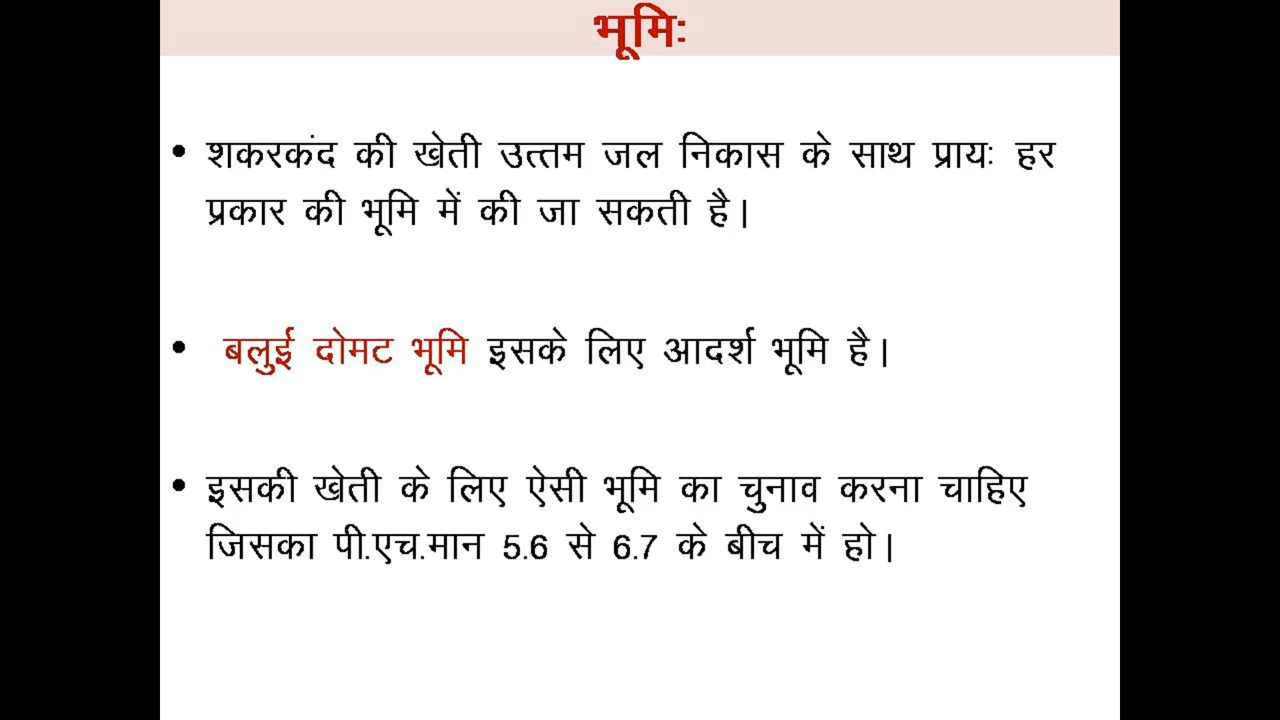 भूमिः
• शकरकंद की खेती उत्तम जल निकास के साथ प्रायः हर
प्रकार की भूमि में की जा सकती है।
• बलुई दोमट भूमि इसके लिए आदर्श भूमि है।
• इसकी खेती के लिए ऐसी भूमि का चुनाव करना चाहिए
जिसका पी.एच.मान 5.6 से 6.7 के बीच में हो।